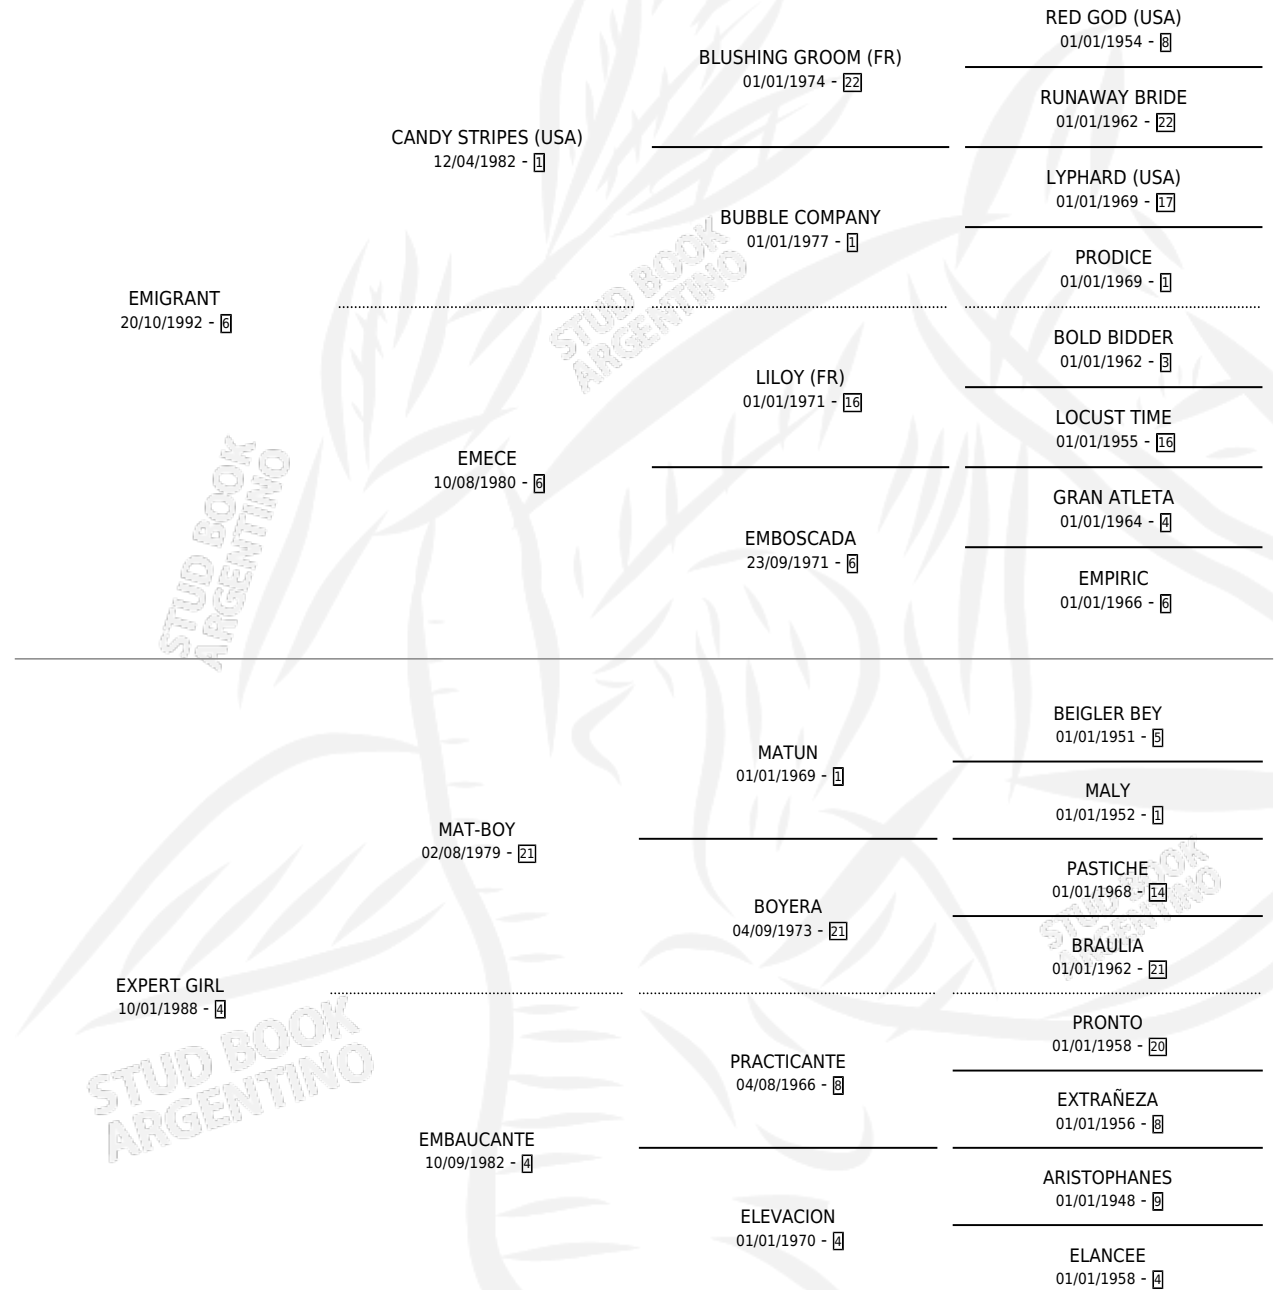 RED GOD (USA)
01/01/1954 - 8
BLUSHING GROOM (FR)
01/01/1974 - 22
RUNAWAY BRIDE
01/01/1962 - 22
CANDY STRIPES (USA)
12/04/1982 - 1
LYPHARD (USA)
01/01/1969 - 17
BUBBLE COMPANY
01/01/1977 - 1
PRODICE
01/01/1969 - 1
EMIGRANT
20/10/1992 - 6
BOLD BIDDER
01/01/1962 - 3
LILOY (FR)
01/01/1971 - 16
LOCUST TIME
01/01/1955 - 16
EMECE
10/08/1980 - 6
GRAN ATLETA
01/01/1964 - 4
EMBOSCADA
23/09/1971 - 6
EMPIRIC
01/01/1966 - 6
BEIGLER BEY
01/01/1951 - 5
MATUN
01/01/1969 - 1
MALY
01/01/1952 - 1
MAT-BOY
02/08/1979 - 21
PASTICHE
01/01/1968 - 14
BOYERA
04/09/1973 - 21
BRAULIA
01/01/1962 - 21
EXPERT GIRL
10/01/1988 - 4
PRONTO
01/01/1958 - 20
PRACTICANTE
04/08/1966 - 8
EXTRAÑEZA
01/01/1956 - 8
EMBAUCANTE
10/09/1982 - 4
ARISTOPHANES
01/01/1948 - 9
ELEVACION
01/01/1970 - 4
ELANCEE
01/01/1958 - 4
STUD BOOK
ARGENTINO
STUD BOOK
ARGENTINO
STUD BOOK
ARGENTINO
STUD BOOK
ARGENTINO